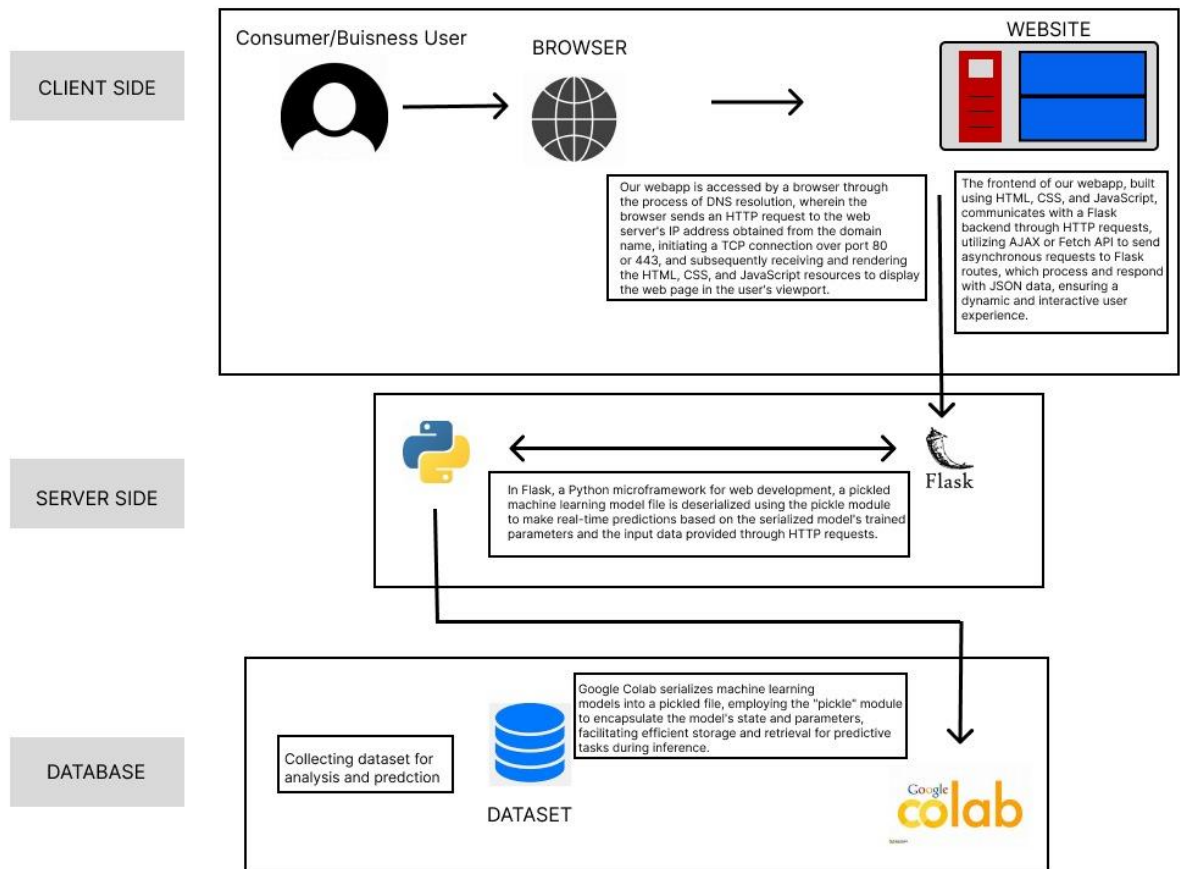 Consumer/Buisness User
BROWSER
WEBSITE
CLIENT SIDE
Our webapp is accessed by a browser through
the process of DNS resolution, wherein the
browser sends an HTTP request to the web
server's IP address obtained from the domain
name, initiating a TCP connection over port 80
or 443, and subsequently receiving and rendering
the HTML, CSS, and JavaScript resources to display
the web page in the user's viewport.
The frontend of our webapp, built
using HTML, CSS, and JavaScript,
communicates with a Flask
backend through HTTP requests,
utilizing AJAX or Fetch API to send
asynchronous requests to Flask
routes, which process and respond
with JSON data, ensuring a
dynamic and interactive user
experience.
SERVER SIDE
Flask
In Flask, a Python microframework for web development, a pickled
machine learning model file is deserialized using the pickle module
to make real-time predictions based on the serialized model's trained
parameters and the input data provided through HTTP requests.
DATABASE
Collecting dataset for
analysis and predction
DATASET
Google Colab serializes machine learning
models into a pickled file, employing the "pickle" module
to encapsulate the model's state and parameters,
facilitating efficient storage and retrieval for predictive
tasks during inference.
Google
colab